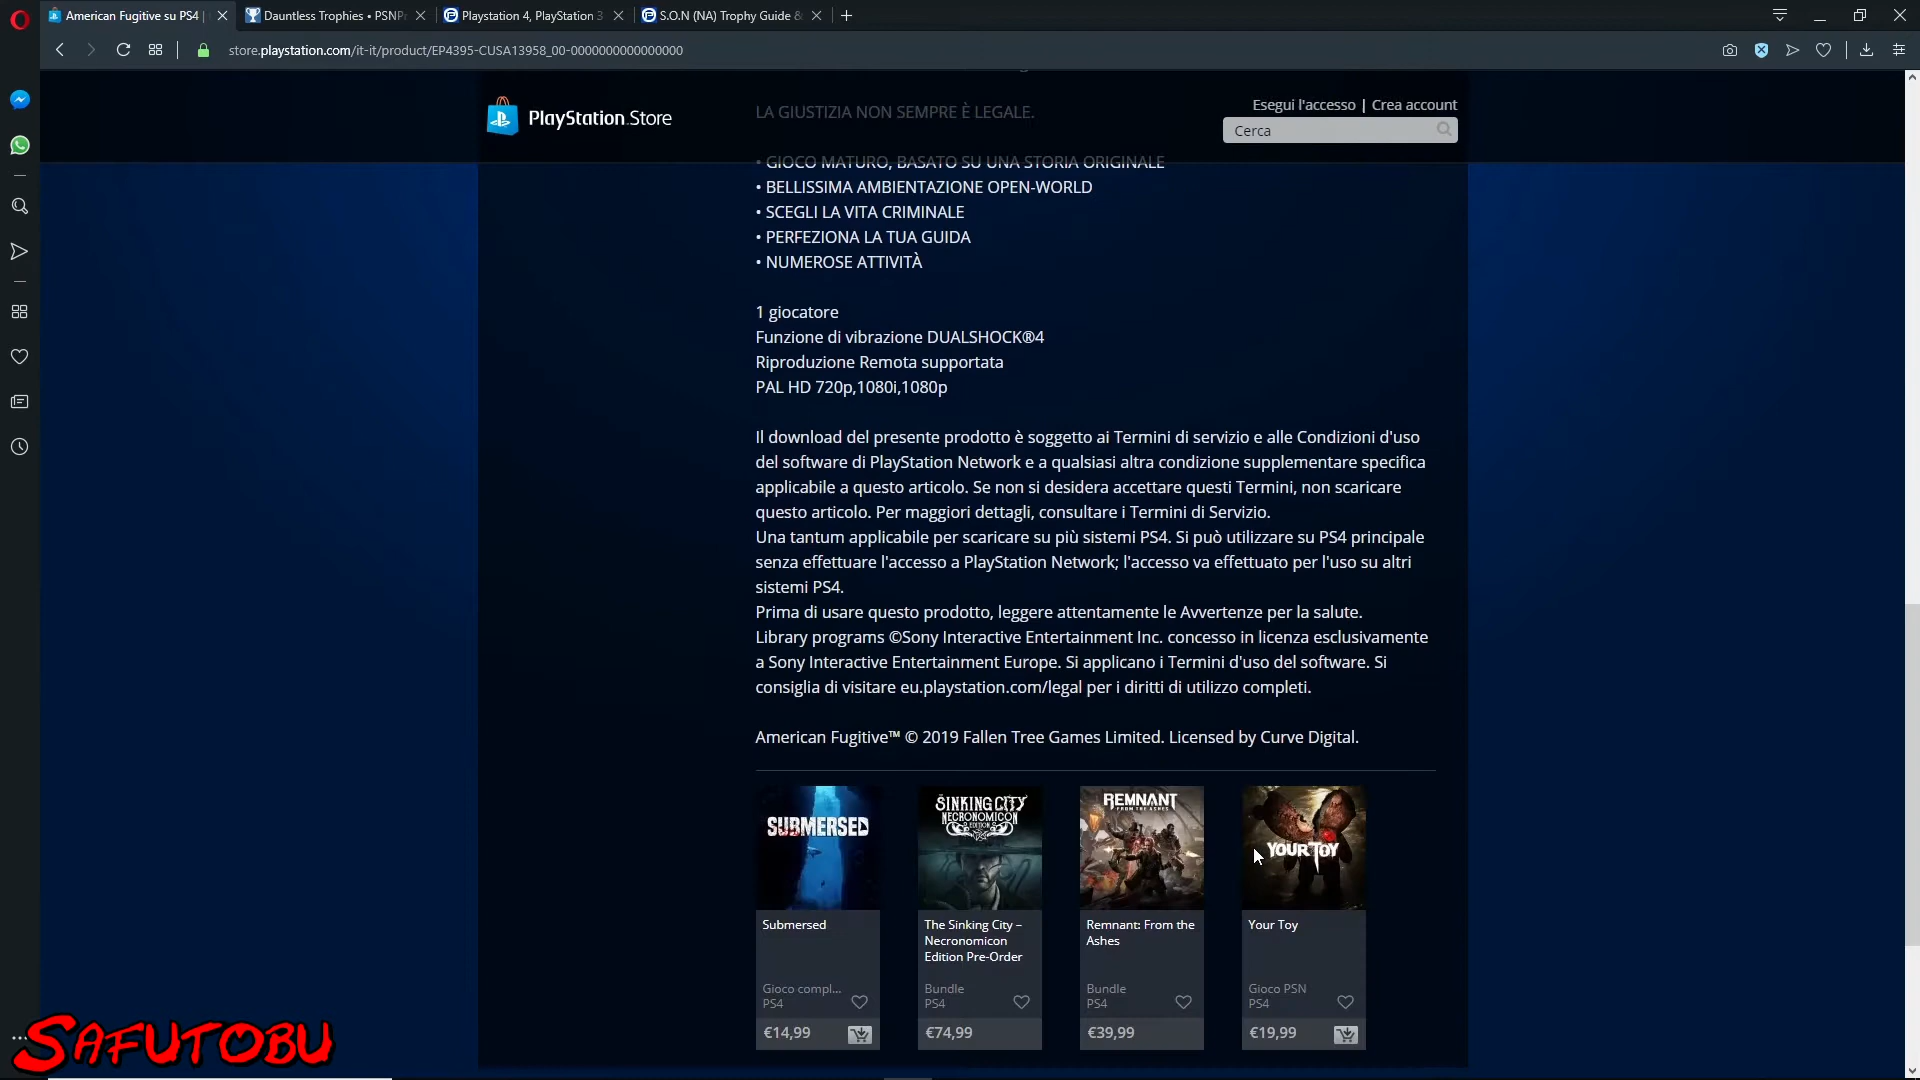 American Fugitive su PS4 |
Dauntless Trophies • PSNP
Playstation 4, PlayStation 3
S.O.N (NA) Trophy Guide &
store.playstation.com/it-it/product/EP4395-CUSA13958_00-0000000000000000
PlayStation Store
LA GIUSTIZIA NON SEMPRE È LEGALE.
Esegui l'accesso | Crea account
Cerca
• GIOCO MATURO, BASATO SU UNA STORIA ORIGINALE
• BELLISSIMA AMBIENTAZIONE OPEN-WORLD
• SCEGLI LA VITA CRIMINALE
• PERFEZIONA LA TUA GUIDA
• NUMEROSE ATTIVITÀ
1 giocatore
Funzione di vibrazione DUALSHOCK®4
Riproduzione Remota supportata
PAL HD 720p,1080i,1080p
Il download del presente prodotto è soggetto ai Termini di servizio e alle Condizioni d'uso
del software di PlayStation Network e a qualsiasi altra condizione supplementare specifica
applicabile a questo articolo. Se non si desidera accettare questi Termini, non scaricare
questo articolo. Per maggiori dettagli, consultare i Termini di Servizio.
Una tantum applicabile per scaricare su più sistemi PS4. Si può utilizzare su PS4 principale
senza effettuare l'accesso a PlayStation Network; l'accesso va effettuato per l'uso su altri
sistemi PS4.
Prima di usare questo prodotto, leggere attentamente le Avvertenze per la salute.
Library programs ©Sony Interactive Entertainment Inc. concesso in licenza esclusivamente
a Sony Interactive Entertainment Europe. Si applicano i Termini d'uso del software. Si
consiglia di visitare eu.playstation.com/legal per i diritti di utilizzo completi.
American Fugitive™ © 2019 Fallen Tree Games Limited. Licensed by Curve Digital.
SUBMERSED
Submersed
Gioco compl...
PS4
€14,99
SINKING CITY
NECRONOMICON
EDITION
The Sinking City –
Necronomicon
Edition Pre-Order
Bundle
PS4
€74,99
REMNANT
FROM THE ASHES
Remnant: From the
Ashes
Bundle
PS4
€39,99
YOUR TOY
Your Toy
Gioco PSN
PS4
€19,99
SAFUTOBU